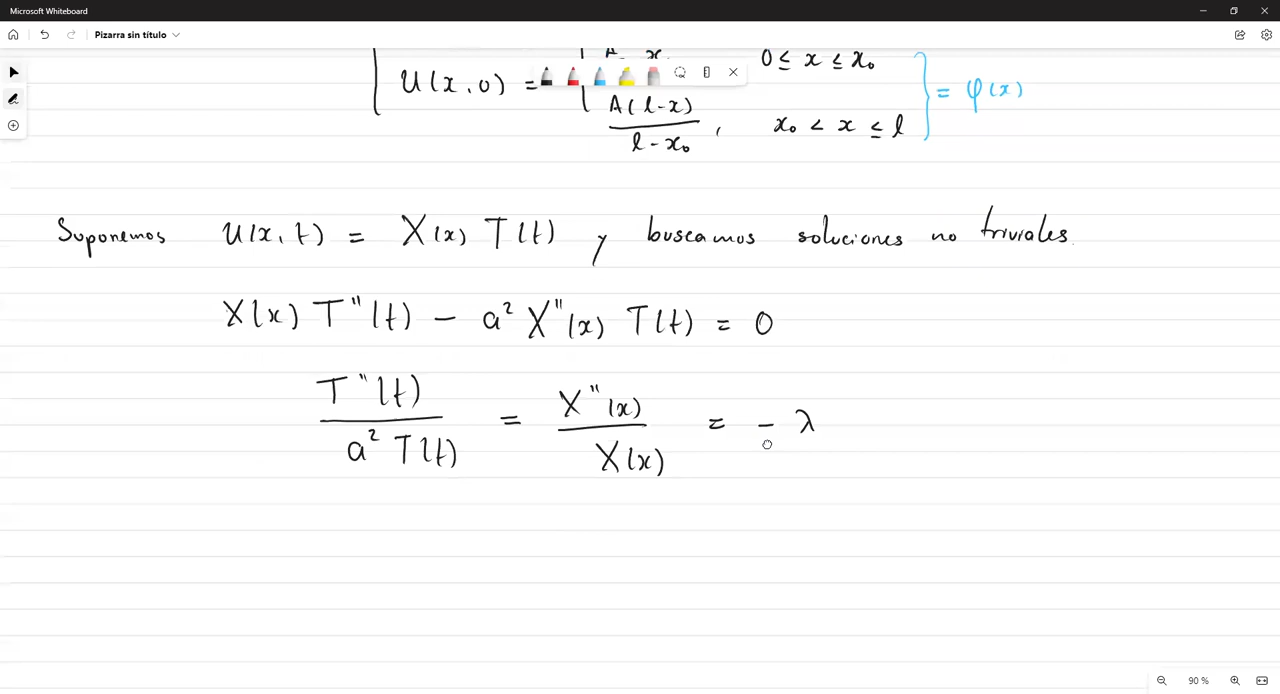 Microsoft Whiteboard
Pizarra sin título
0 ≤ x ≤ x₀
U(x,0) =
= φ(x)
A(l-x)
l-x₀ , x₀ < x ≤ l
Suponemos U(x,t) = X(x) T(t) y buscamos soluciones no triviales.
X(x) T"(t) - a² X"(x) T(t) = 0
T"(t) / a² T(t) = X"(x) / X(x) = - λ
90 %